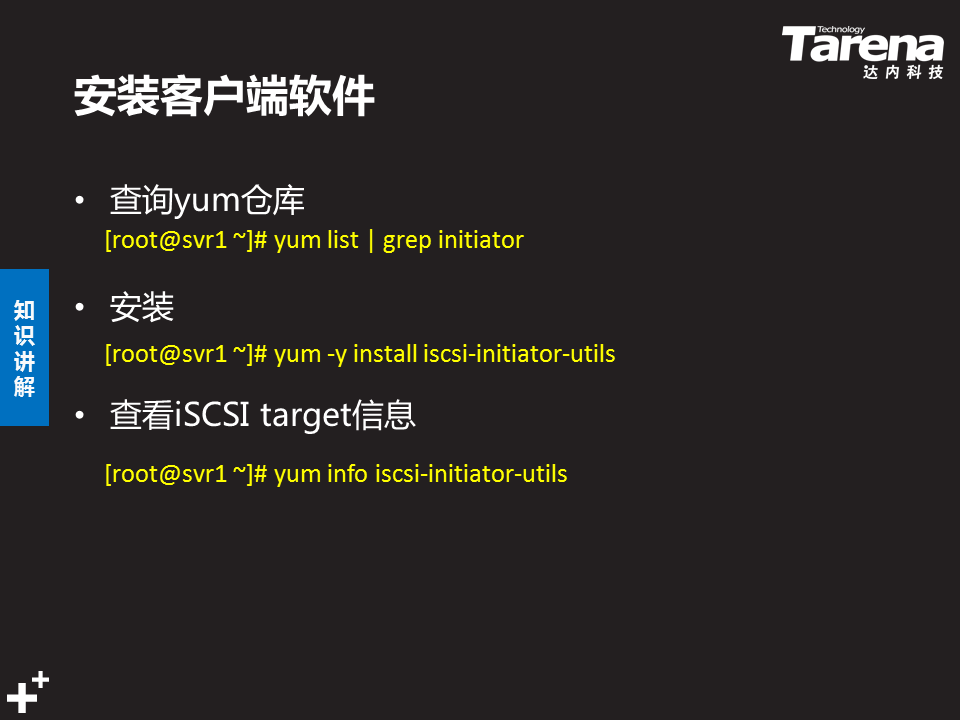 Technology
Tarena
达内科技
安装客户端软件
• 查询yum仓库
[root@svr1 ~]# yum list | grep initiator
• 安装
[root@svr1 ~]# yum -y install iscsi-initiator-utils
• 查看iSCSI target信息
[root@svr1 ~]# yum info iscsi-initiator-utils
知
识
讲
解